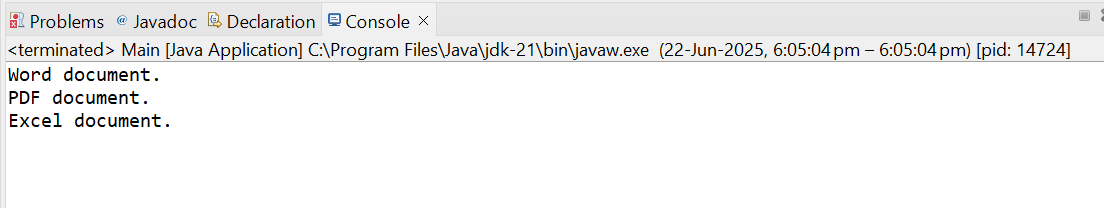 Problems @ Javadoc Declaration Console
<terminated> Main [Java Application] C:\Program Files\Java\jdk-21\bin\javaw.exe (22-Jun-2025, 6:05:04 pm – 6:05:04 pm) [pid: 14724]
Word document.
PDF document.
Excel document.